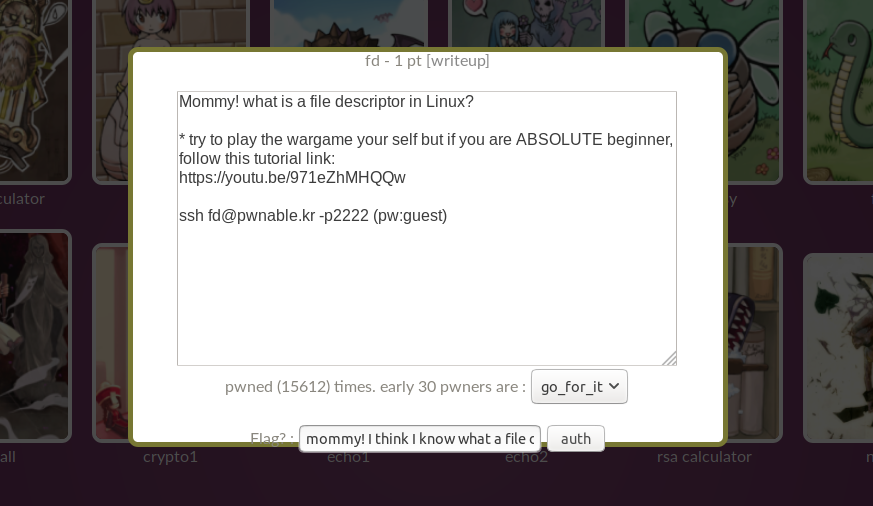 fd - 1 pt [writeup]
Mommy! what is a file descriptor in Linux?
* try to play the wargame your self but if you are ABSOLUTE beginner,
follow this tutorial link:
https://youtu.be/971eZhMHQQw
ssh fd@pwnable.kr -p2222 (pw:guest)
pwned (15612) times. early 30 pwners are : go_for_it
Flag? : mommy! I think I know what a file auth
crypto1
echo1
echo2
rsa calculator